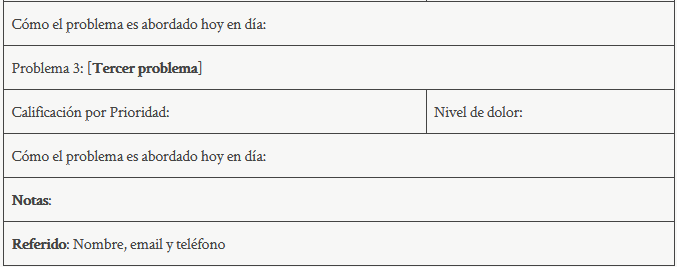 Cómo el problema es abordado hoy en día:
Problema 3: [Tercer problema]
Calificación por Prioridad:
Nivel de dolor:
Cómo el problema es abordado hoy en día:
Notas:
Referido: Nombre, email y teléfono